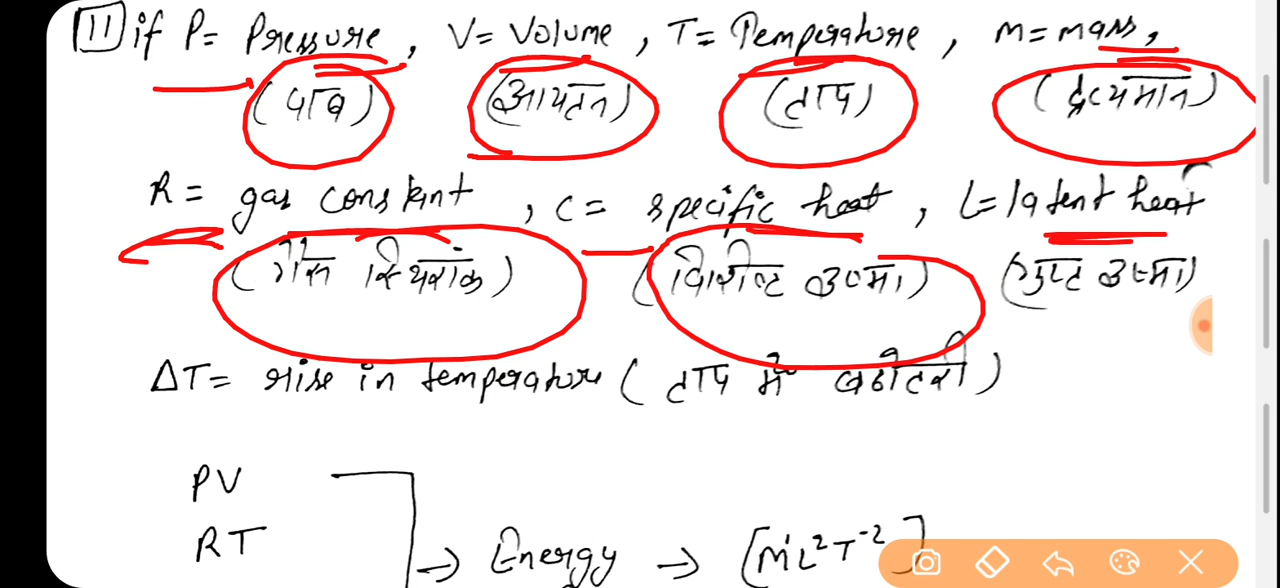 11 if P= Pressure, V= Volume, T= Temperature, m= mass,
(दाब) (आयतन) (ताप) (द्रव्यमान)
R= gas constant, c= specific heat, L= latent heat
(गैस नियतांक) (विशिष्ट ऊष्मा) (गुप्त ऊष्मा)
ΔT= rise in temperature (ताप में बढोतरी)
PV
RT → Energy → [ML²T⁻²]